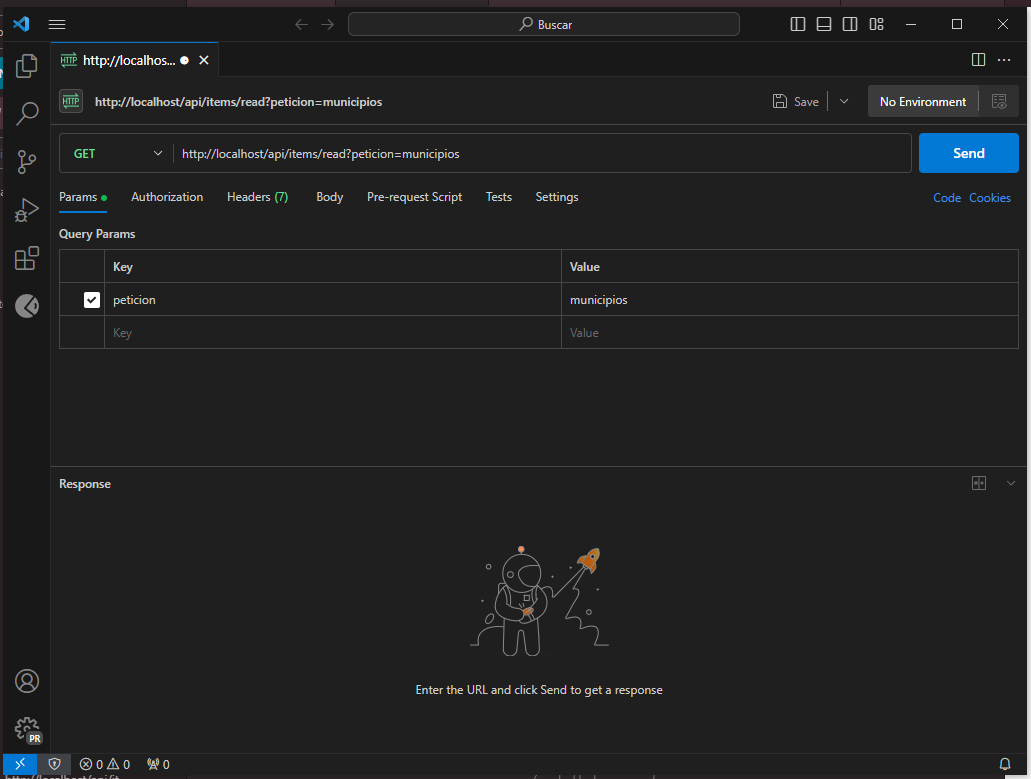 Buscar
HTTP http://localhos...
HTTP http://localhost/api/items/read?peticion=municipios Save No Environment
GET http://localhost/api/items/read?peticion=municipios Send
Params Authorization Headers (7) Body Pre-request Script Tests Settings Code Cookies
Query Params
Key Value
peticion municipios
Key Value
Response
Enter the URL and click Send to get a response
PR
0 0 0